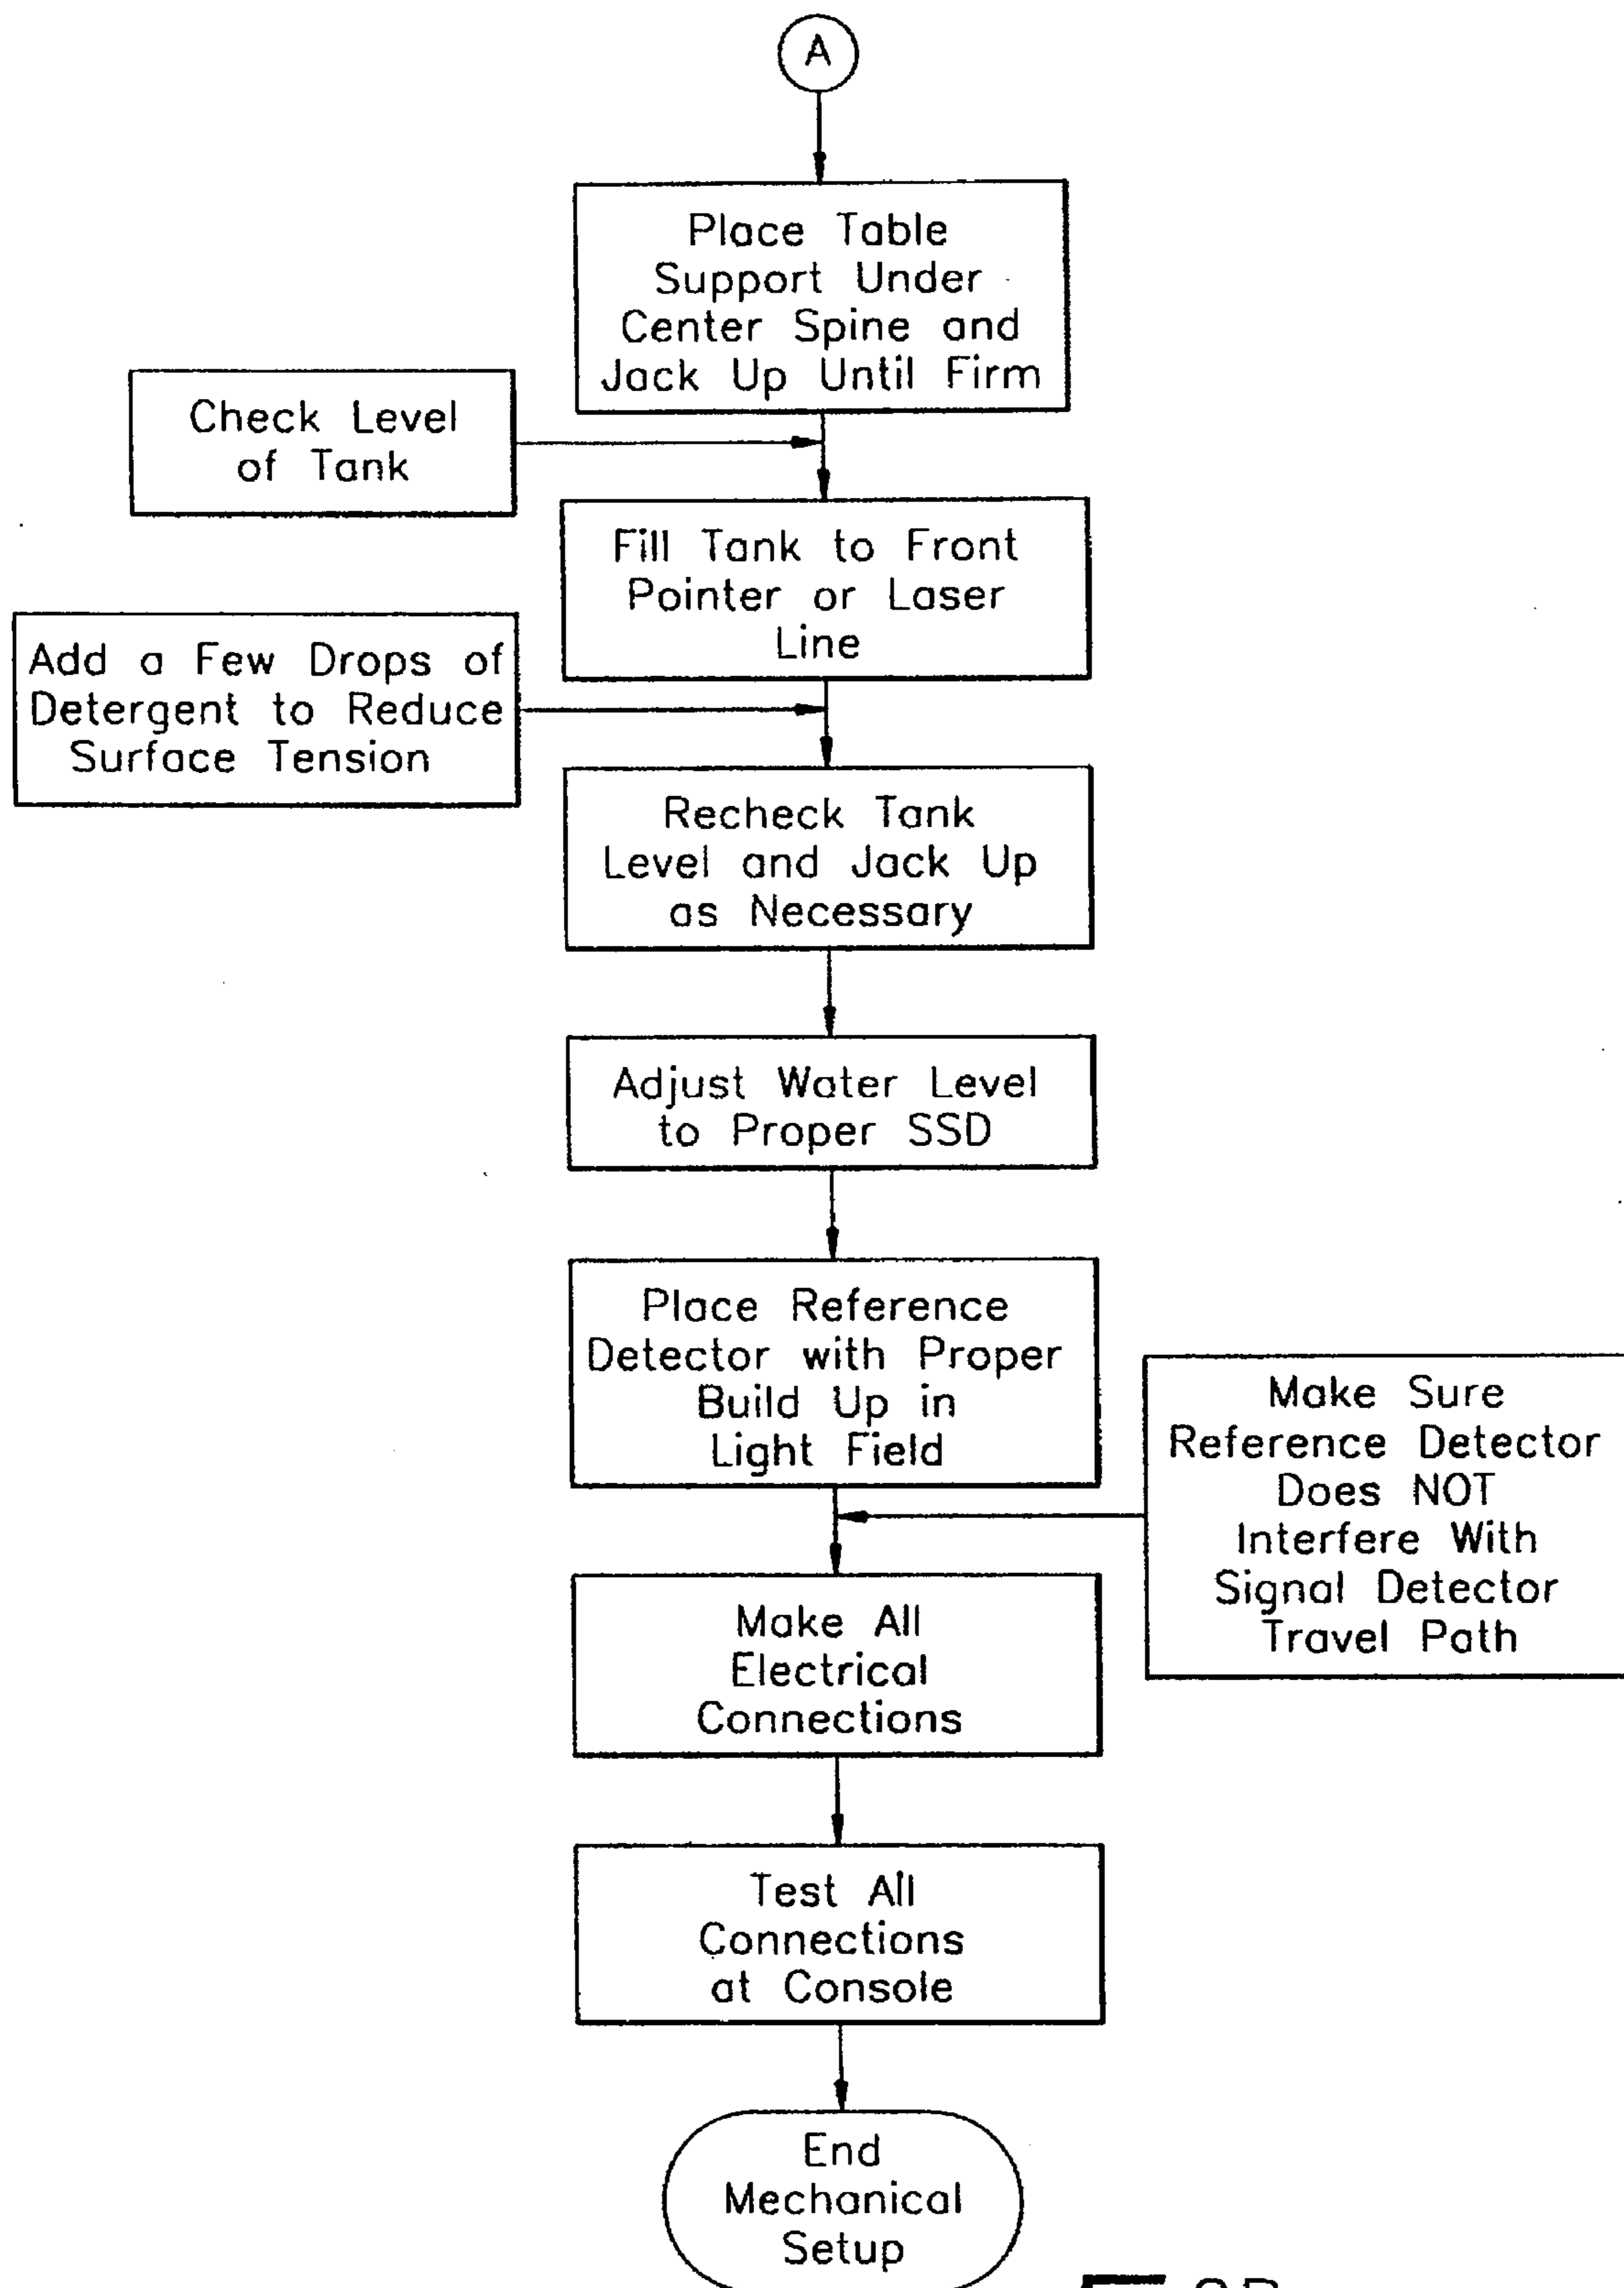 A
Place Table
Support Under
Center Spine and
Jack Up Until Firm
Check Level
of Tank
Fill Tank to Front
Pointer or Laser
Line
Add a Few Drops of
Detergent to Reduce
Surface Tension
Recheck Tank
Level and Jack Up
as Necessary
Adjust Water Level
to Proper SSD
Place Reference
Detector with Proper
Build Up in
Light Field
Make Sure
Reference Detector
Does NOT
Interfere With
Signal Detector
Travel Path
Make All
Electrical
Connections
Test All
Connections
at Console
End
Mechanical
Setup